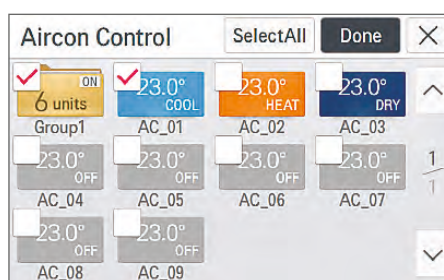 Aircon Control SelectAll Done
ON
6 units
23.0° COOL
23.0° HEAT
23.0° DRY
Group1 AC_01 AC_02 AC_03
23.0° OFF
23.0° OFF
23.0° OFF
23.0° OFF
AC_04 AC_05 AC_06 AC_07
1/1
23.0° OFF
23.0° OFF
AC_08 AC_09